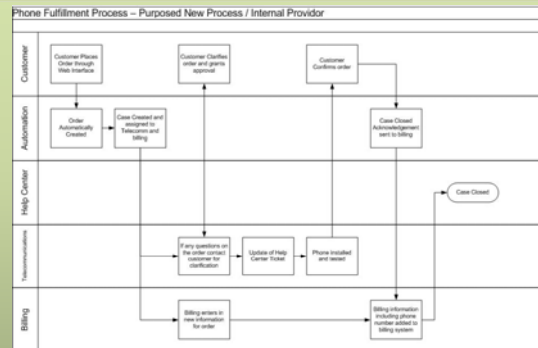 Phone Fulfillment Process – Purposed New Process / Internal Providor
Customer
Customer Places
Order through
Web Interface
Customer Clarifies
order and grants
approval
Customer
Confirms order
Automation
Order
Automatically
Created
Case Created and
assigned to
Telecomm and
billing
Case Closed
Acknowledgement
sent to billing
Help Center
Case Closed
Telecommunications
If any questions on
the order contact
customer for
clarification
Update of Help
Center Ticket
Phone installed
and tested
Billing
Billing enters in
new information
for order
Billing information
including phone
number added to
billing system